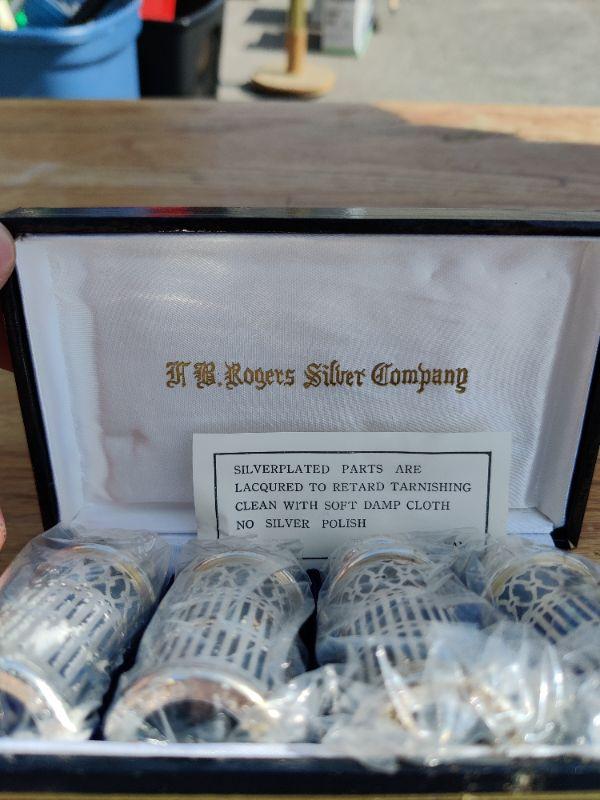 F B. Rogers Silver Company
SILVERPLATED PARTS ARE
LACQURED TO RETARD TARNISHING
CLEAN WITH SOFT DAMP CLOTH
NO SILVER POLISH